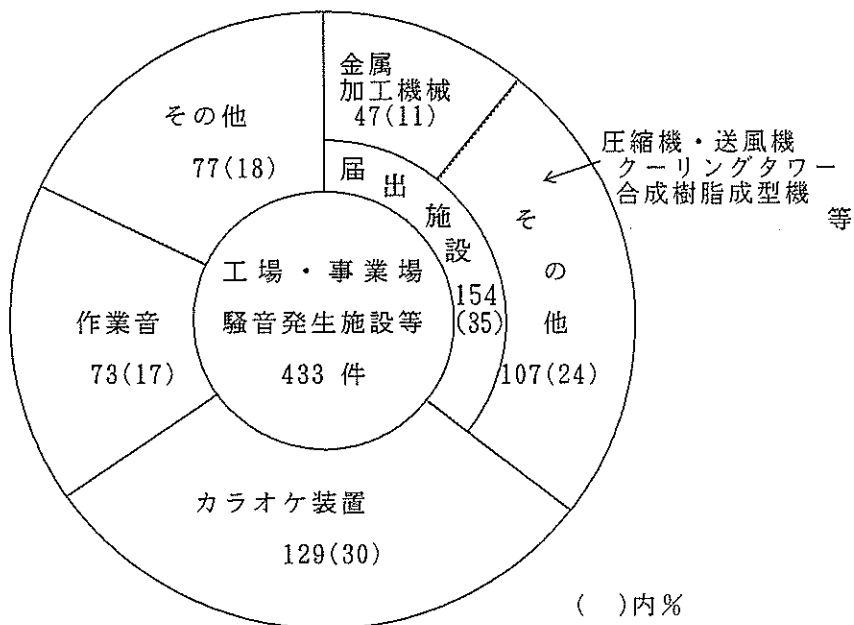 金属
加工機械
47(11)
届出施設
154
(35)
その他
107(24)
圧縮機・送風機
クーリングタワー
合成樹脂成型機
等
カラオケ装置
129(30)
作業音
73(17)
その他
77(18)
工場・事業場
騒音発生施設等
433 件
( )内%